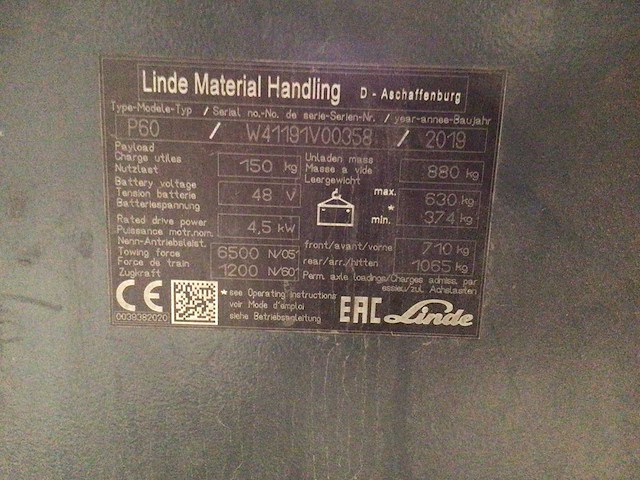 Linde Material Handling D - Aschaffenburg
Type-Modele-Typ / Serial no.-No. de serie-Serien-Nr. / year-annee-Baujahr
P60 / W41191V00358 / 2019
Payload
Charge utiles
Nutzlast
150 kg
Unladen mass
Masse a vide
Leergewicht
880 kg
Battery voltage
Tension batterie
Batteriespannung
48 V
max. 630 kg
*
min. 374 kg
Rated drive power
Puissance motr.nom.
Nenn-Antriebsleist.
4,5 kW
front/avant/vorne 710 kg
rear/arr./hitten 1065 kg
Towing force
Force de train
Zugkraft
6500 N/05'
1200 N/60'
Perm. axle loadings/Charges admiss. par
essieu/zul. Achslasten
CE
0039382020
* see Operating instructions
voir Mode d'emploi
siehe Betriebsanleitung
EAC Linde